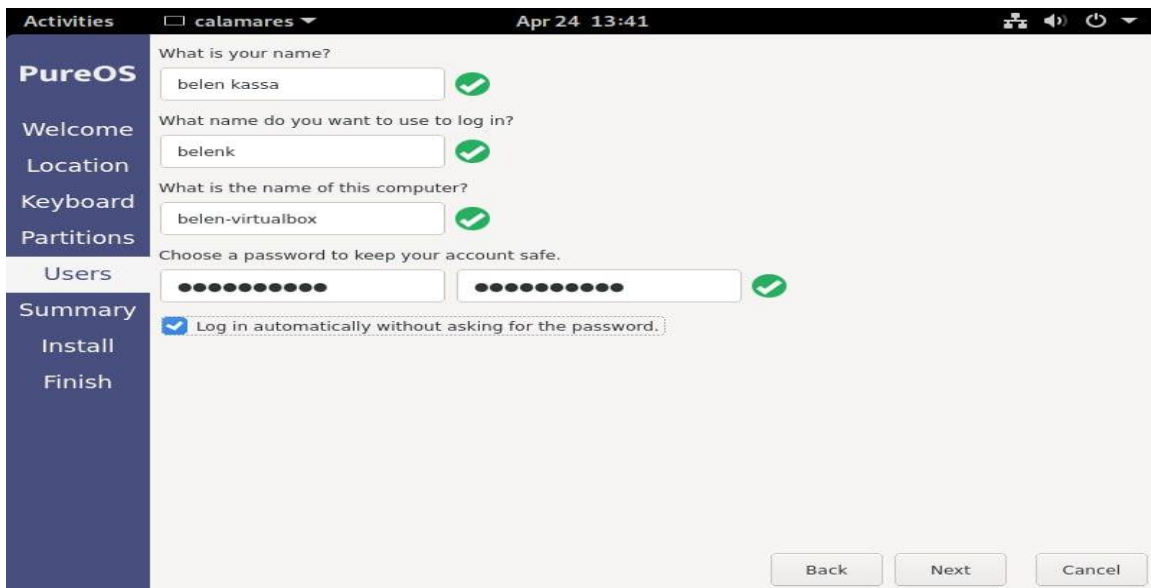 Activities calamares Apr 24 13:41
PureOS
Welcome
Location
Keyboard
Partitions
Users
Summary
Install
Finish
What is your name?
belen kassa
What name do you want to use to log in?
belenk
What is the name of this computer?
belen-virtualbox
Choose a password to keep your account safe.
●●●●●●●●●● ●●●●●●●●●●
Log in automatically without asking for the password.
Back Next Cancel